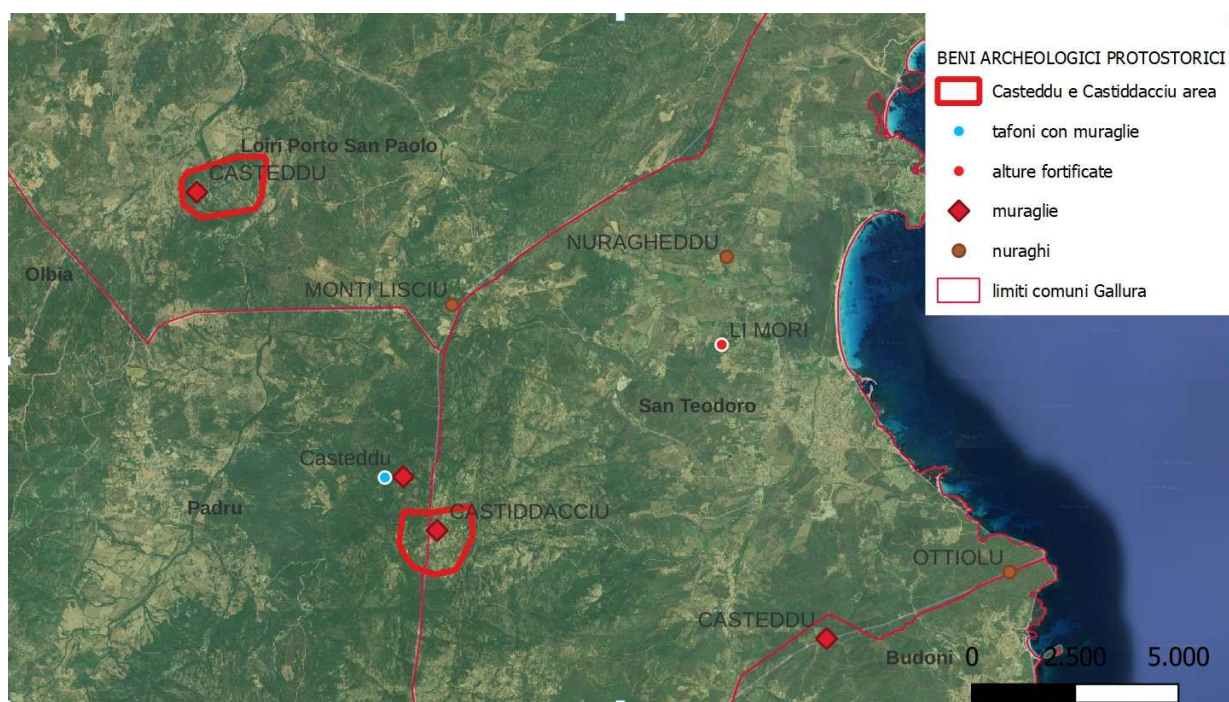 BENI ARCHEOLOGICI PROTOSTORICI
Casteddu e Castiddacciu area
tafoni con muraglie
alture fortificate
muraglie
nuraghi
limiti comuni Gallura
Loiri Porto San Paolo
CASTEDDU
NURAGHEDDU
Olbia
MONTI LISCIU
LI MORI
San Teodoro
Casteddu
Padru
CASTIDDACCIU
OTTIOLU
CASTEDDU
Budoni
0 2.500 5.000